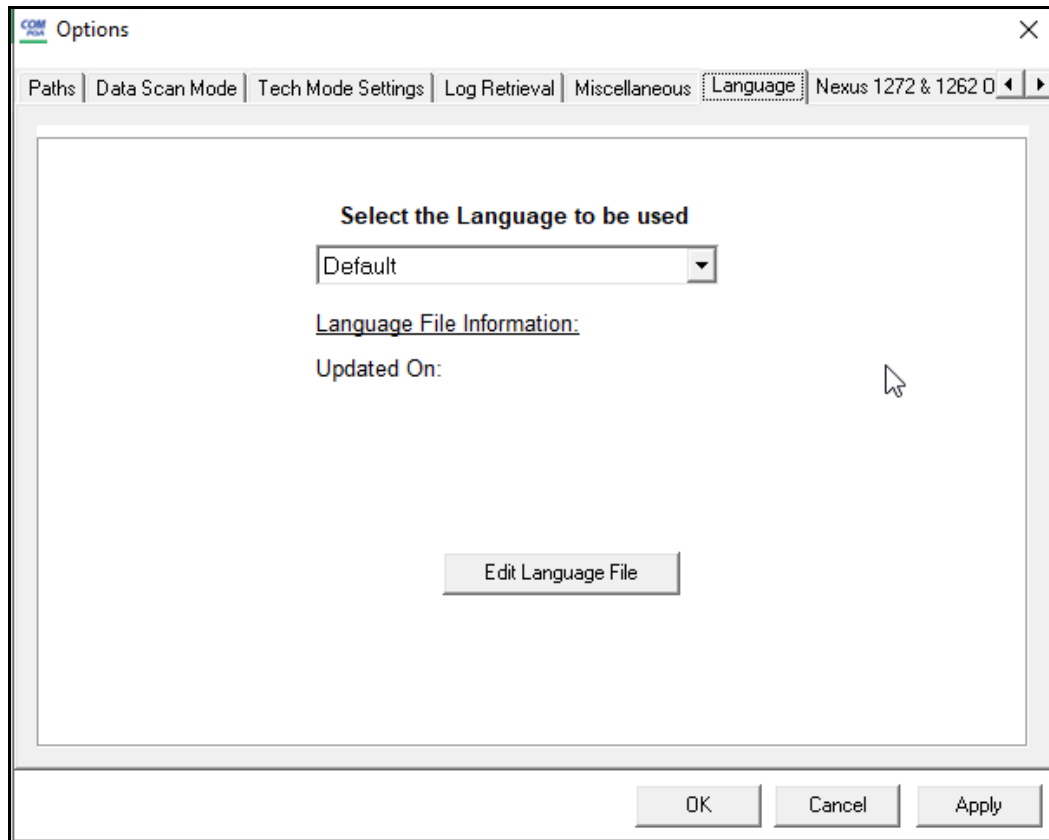 COM
PQA
Options
Paths Data Scan Mode Tech Mode Settings Log Retrieval Miscellaneous Language Nexus 1272 & 1262 O
Select the Language to be used
Default
Language File Information:
Updated On:
Edit Language File
OK Cancel Apply